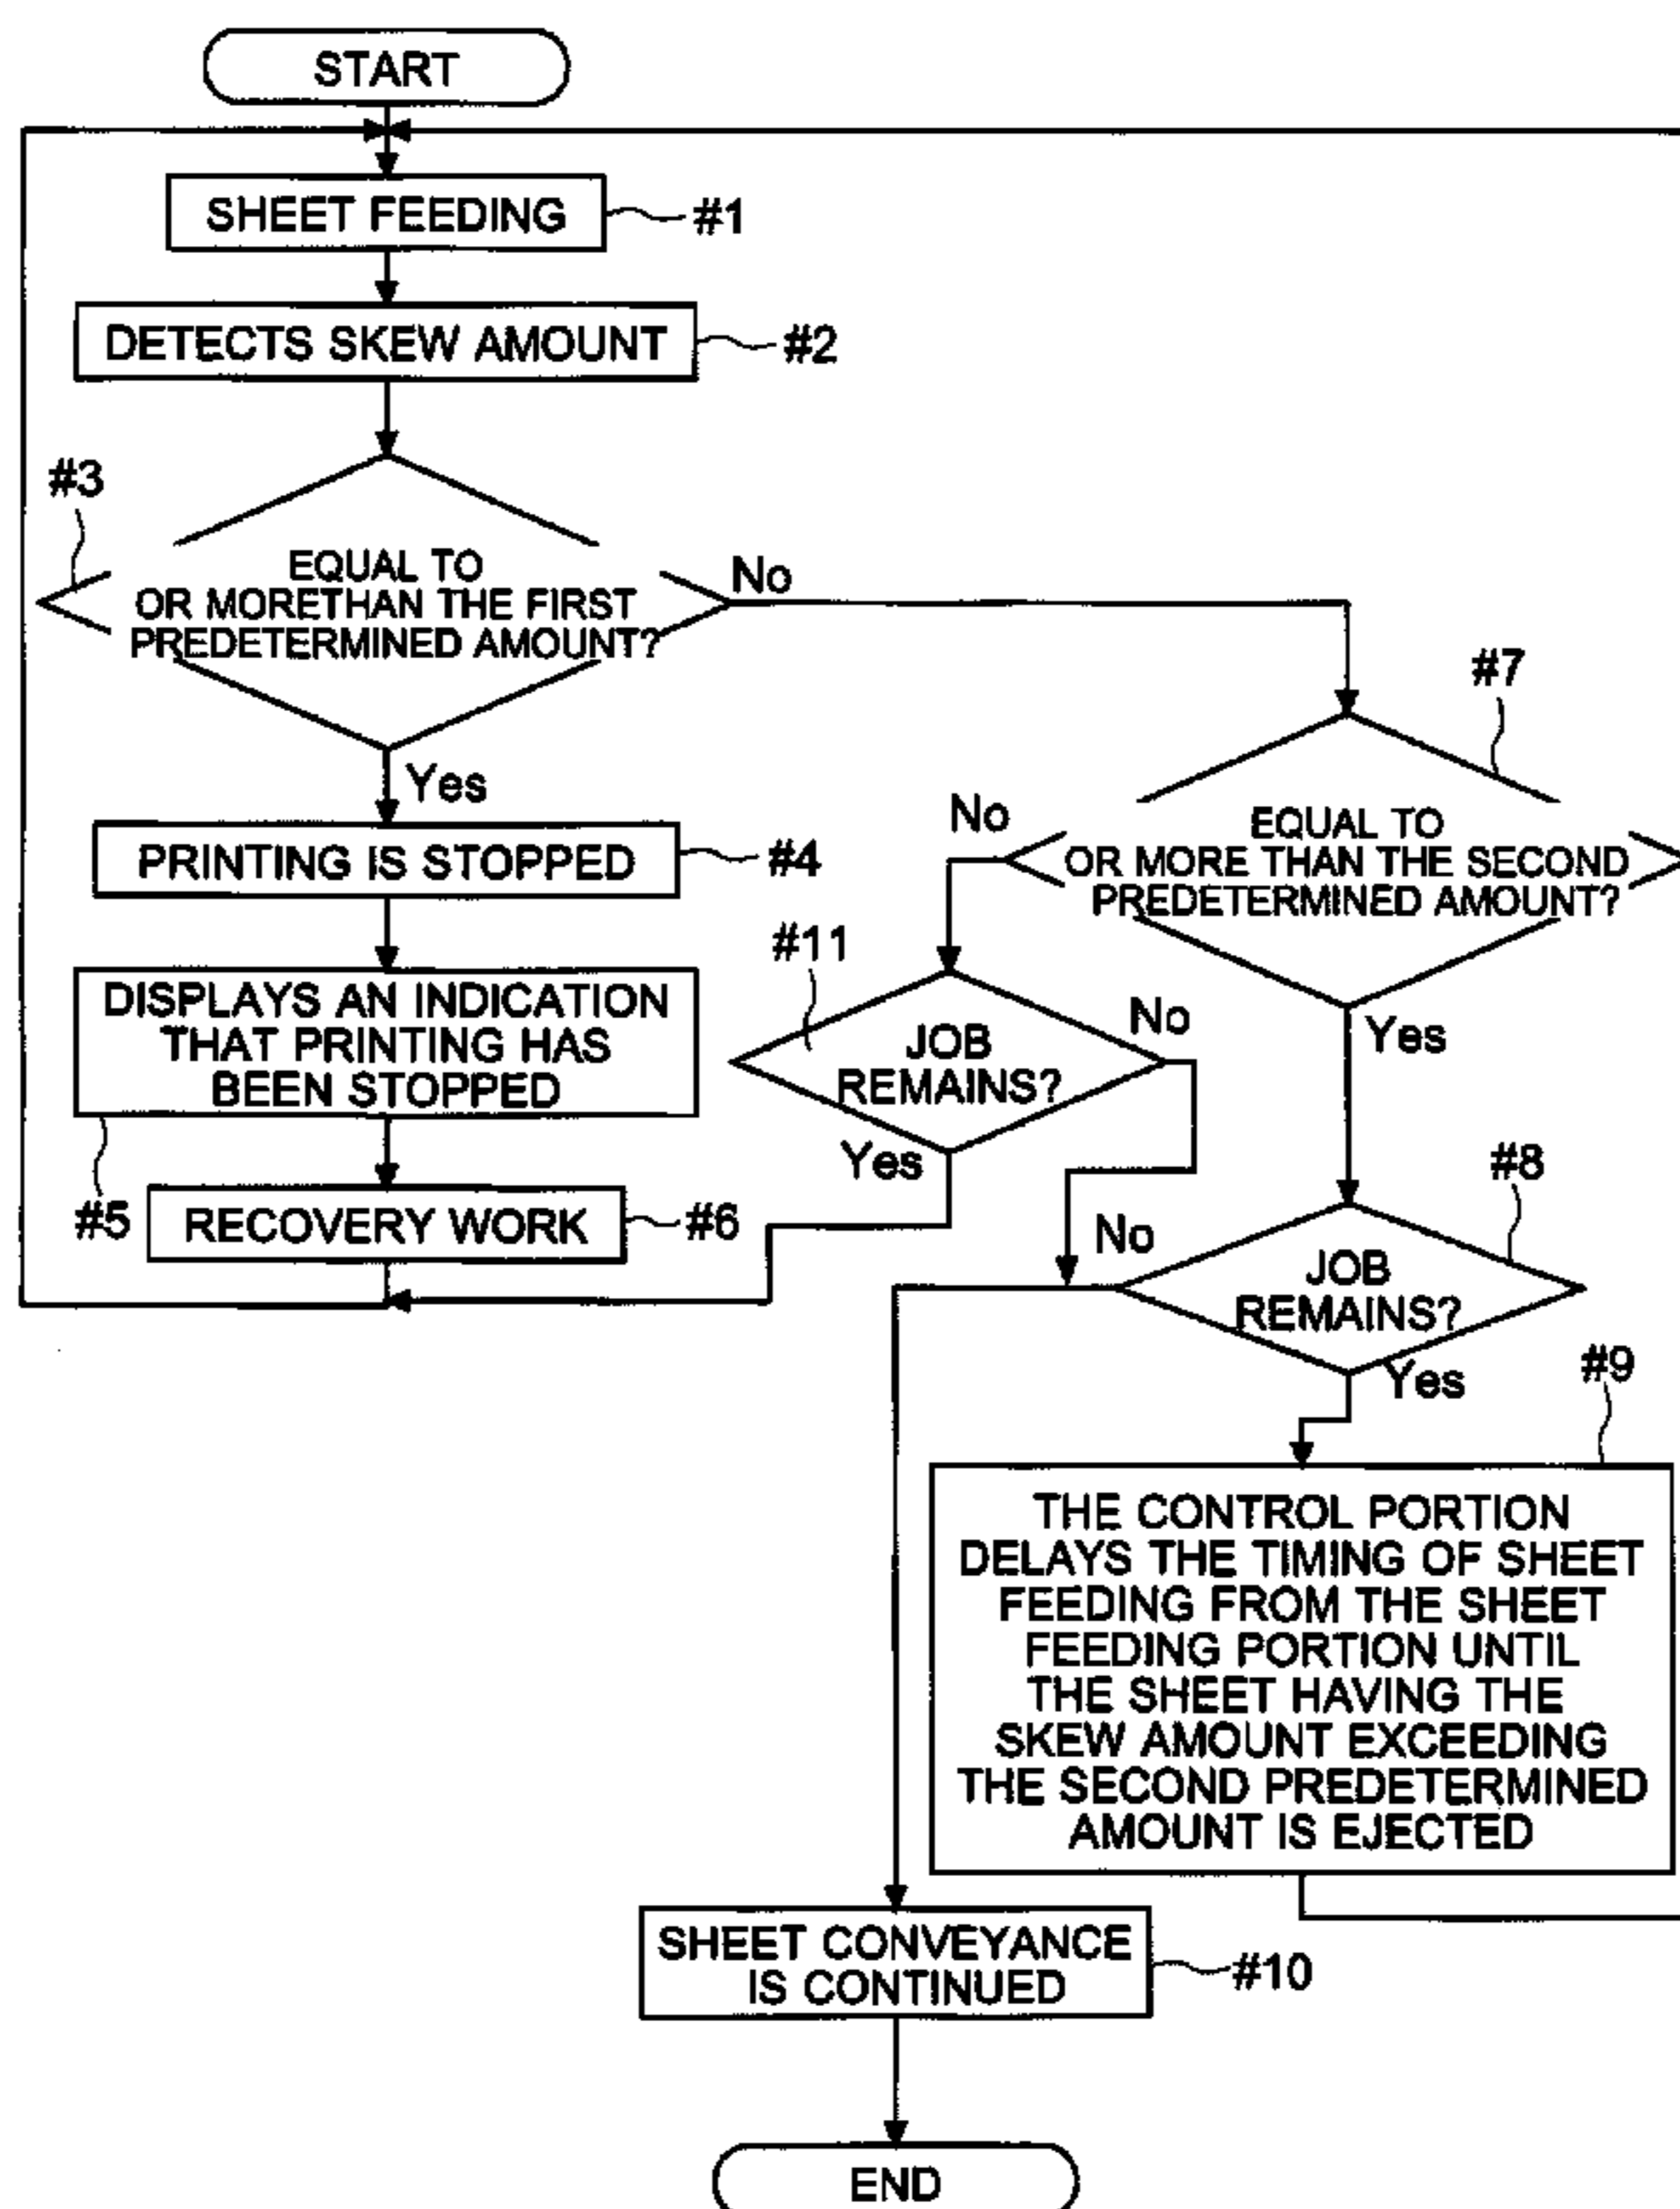 START
SHEET FEEDING
#1
DETECTS SKEW AMOUNT
#2
#3
EQUAL TO
OR MORETHAN THE FIRST
PREDETERMINED AMOUNT?
No
Yes
PRINTING IS STOPPED
#4
DISPLAYS AN INDICATION
THAT PRINTING HAS
BEEN STOPPED
#5
RECOVERY WORK
#6
#7
EQUAL TO
OR MORE THAN THE SECOND
PREDETERMINED AMOUNT?
No
Yes
#11
JOB
REMAINS?
No
Yes
#8
JOB
REMAINS?
No
Yes
#9
THE CONTROL PORTION
DELAYS THE TIMING OF SHEET
FEEDING FROM THE SHEET
FEEDING PORTION UNTIL
THE SHEET HAVING THE
SKEW AMOUNT EXCEEDING
THE SECOND PREDETERMINED
AMOUNT IS EJECTED
SHEET CONVEYANCE
IS CONTINUED
#10
END